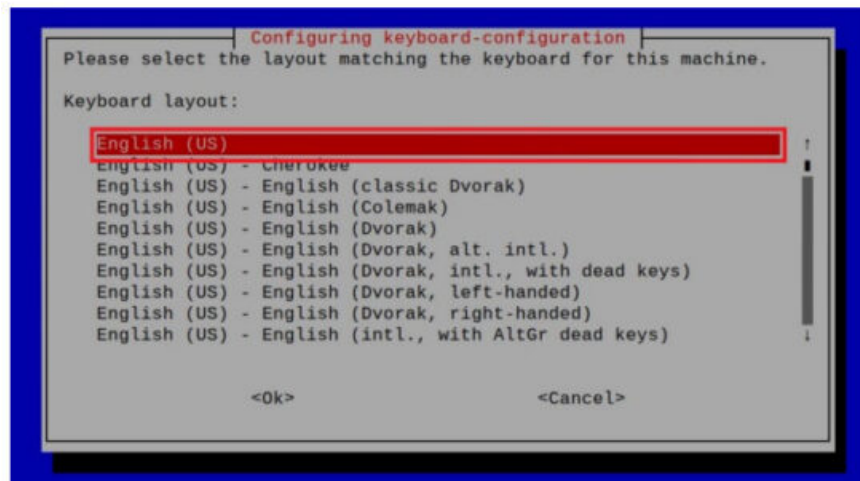 Configuring keyboard-configuration
Please select the layout matching the keyboard for this machine.
Keyboard layout:
English (US)
English (US) - Cherokee
English (US) - English (classic Dvorak)
English (US) - English (Colemak)
English (US) - English (Dvorak)
English (US) - English (Dvorak, alt. intl.)
English (US) - English (Dvorak, intl., with dead keys)
English (US) - English (Dvorak, left-handed)
English (US) - English (Dvorak, right-handed)
English (US) - English (intl., with AltGr dead keys)
<Ok> <Cancel>